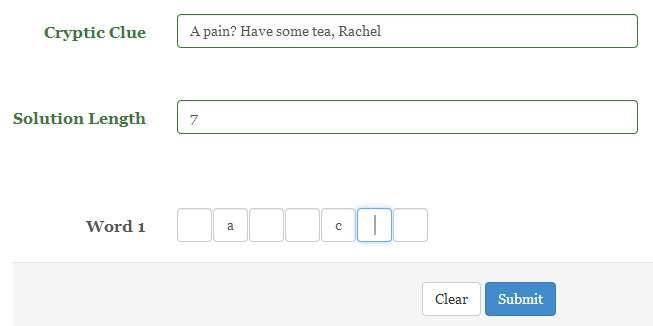 Cryptic Clue A pain? Have some tea, Rachel
Solution Length 7
Word 1 a c
Clear Submit